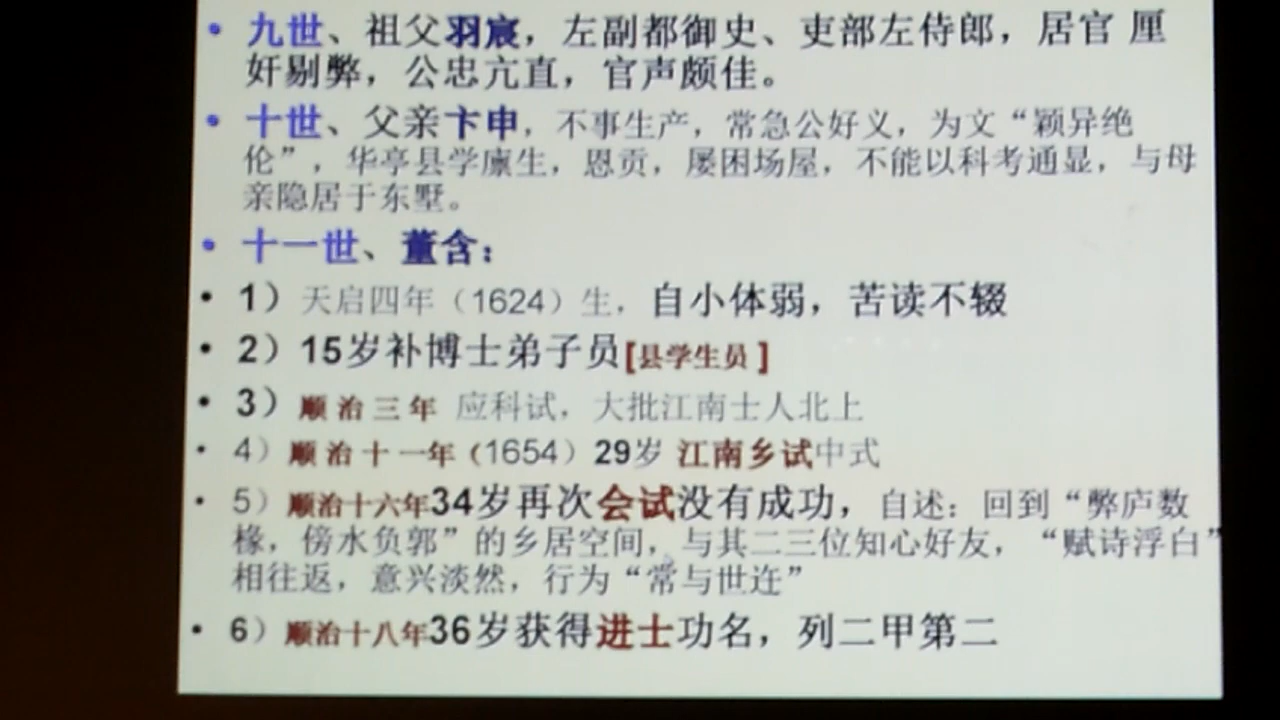 • 九世、祖父羽宸，左副都御史、吏部左侍郎，居官 厘
奸剔弊，公忠亢直，官声颇佳。
• 十世、父亲卞申，不事生产，常急公好义，为文“颖异绝
伦”，华亭县学廪生，恩贡，屡困场屋，不能以科考通显，与母
亲隐居于东墅。
• 十一世、董含：
• 1）天启四年（1624）生，自小体弱，苦读不辍
• 2）15岁补博士弟子员[县学生员 ]
• 3）顺 治 三 年 应科试，大批江南士人北上
• 4）顺 治 十 一年（1654）29岁 江南乡试中式
• 5）顺治十六年34岁再次会试没有成功，自述：回到“弊庐数
椽，傍水负郭”的乡居空间，与其二三位知心好友，“赋诗浮白”
相往返，意兴淡然，行为“常与世迕”
• 6）顺治十八年36岁获得进士功名，列二甲第二